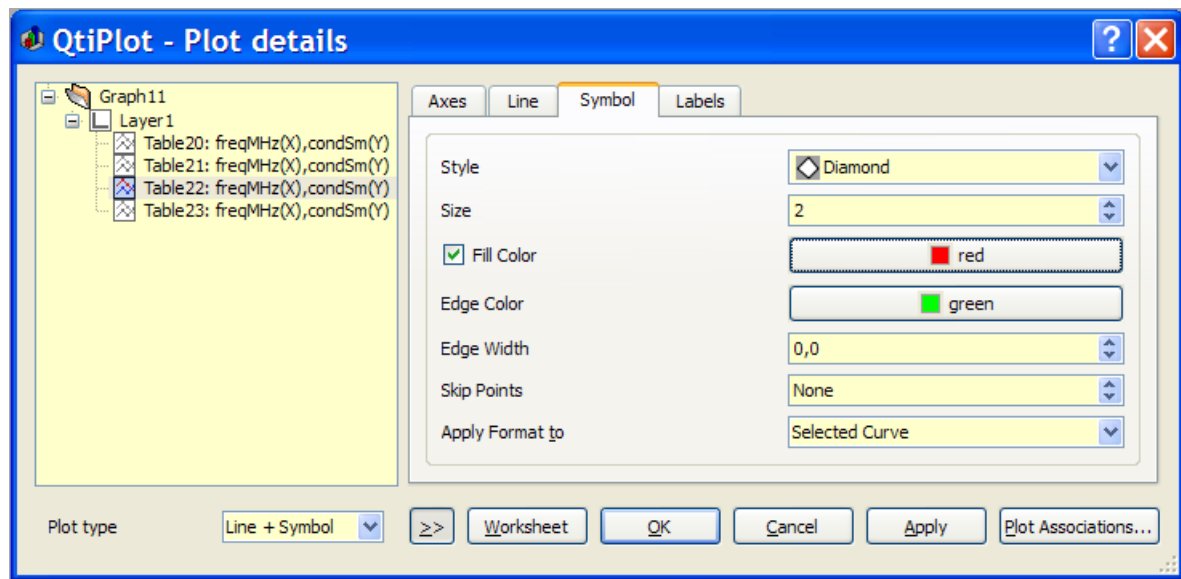 QtiPlot - Plot details
Graph11
Layer1
Table20: freqMHz(X),condSm(Y)
Table21: freqMHz(X),condSm(Y)
Table22: freqMHz(X),condSm(Y)
Table23: freqMHz(X),condSm(Y)
Axes Line Symbol Labels
Style Diamond
Size 2
Fill Color red
Edge Color green
Edge Width 0,0
Skip Points None
Apply Format to Selected Curve
Plot type Line + Symbol >> Worksheet OK Cancel Apply Plot Associations...